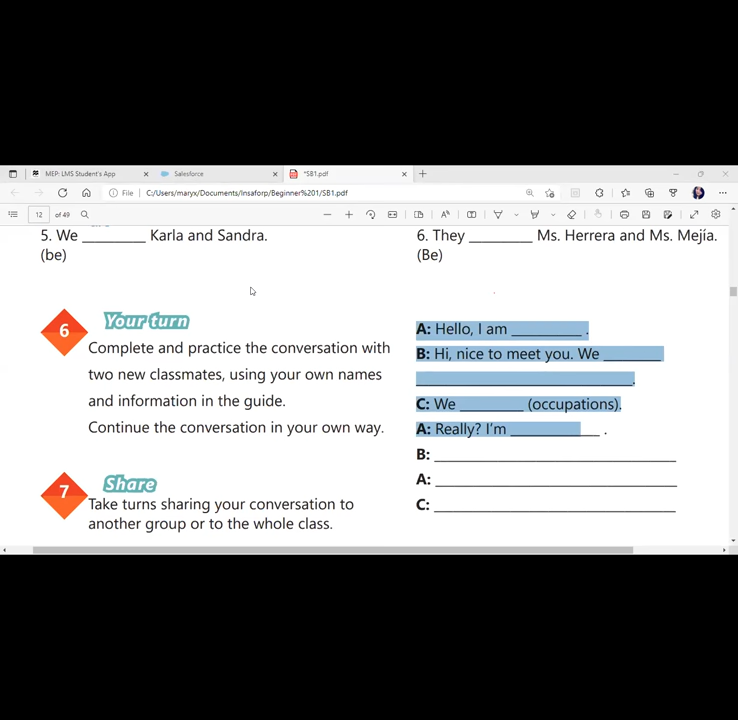 MEP: LMS Student's App
Salesforce
*SB1.pdf
File
C:/Users/maryx/Documents/Insaforp/Beginner%201/SB1.pdf
12 of 49
5. We ________ Karla and Sandra.
(be)
6. They ________ Ms. Herrera and Ms. Mejía.
(Be)
6
Your turn
Complete and practice the conversation with
two new classmates, using your own names
and information in the guide.
Continue the conversation in your own way.
7
Share
Take turns sharing your conversation to
another group or to the whole class.
A: Hello, I am _________ .
B: Hi, nice to meet you. We ________
______________________________.
C: We ________ (occupations).
A: Really? I'm ____________ .
B: ________________________________
A: ________________________________
C: ________________________________